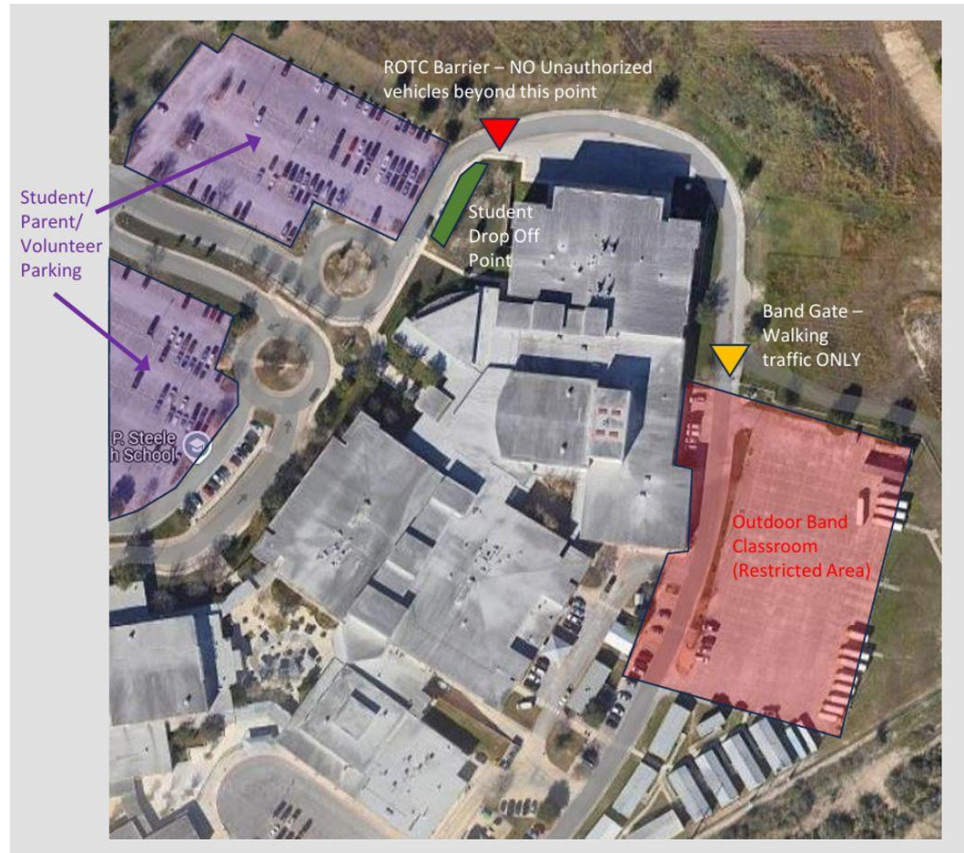 ROTC Barrier – NO Unauthorized
vehicles beyond this point
Student/
Parent/
Volunteer
Parking
Student
Drop Off
Point
Band Gate –
Walking
traffic ONLY
P. Steele
h School
Outdoor Band
Classroom
(Restricted Area)